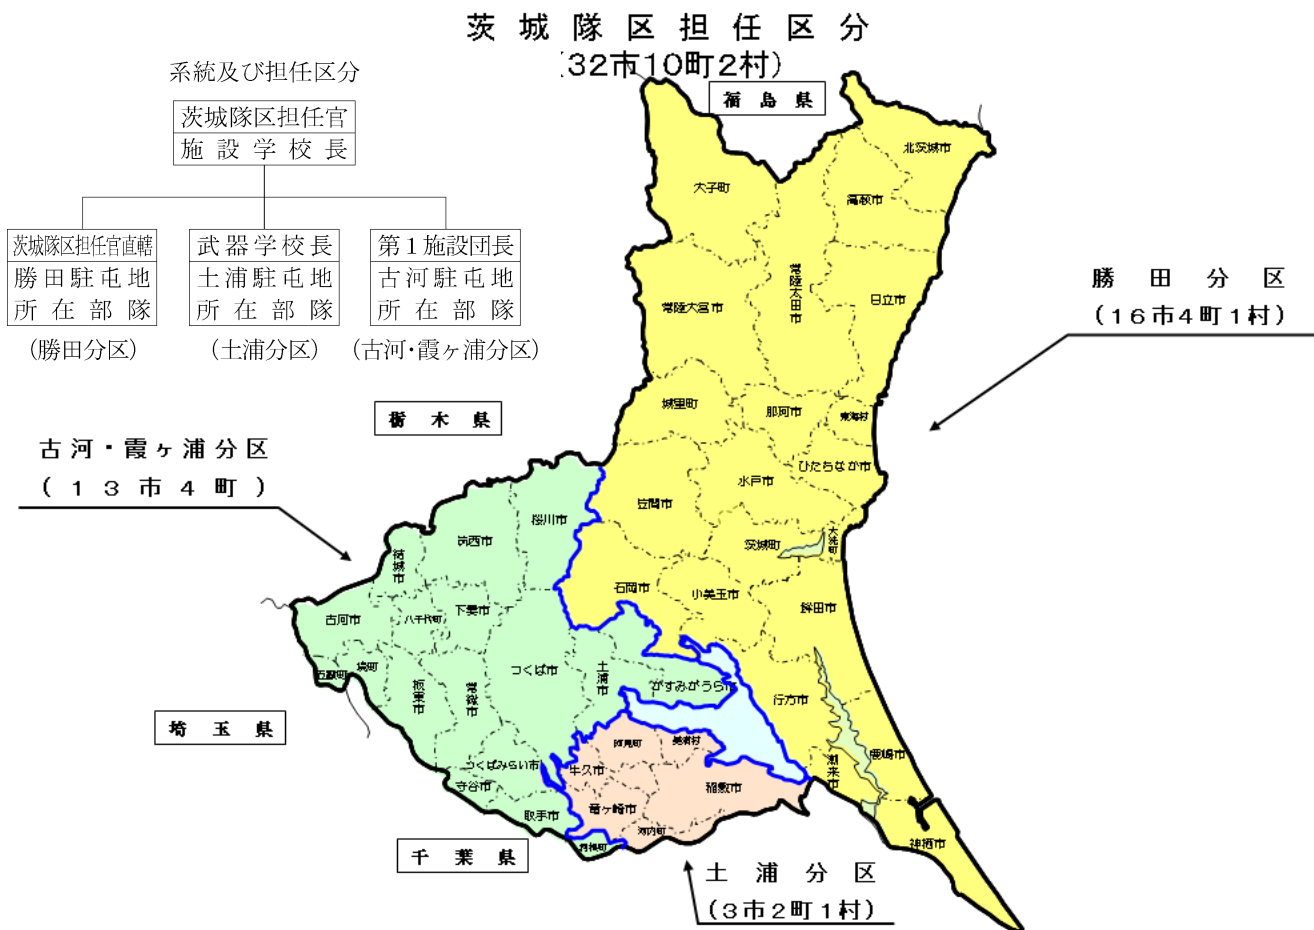 茨城隊区担任区分
(32市10町2村)
系統及び担任区分
茨城隊区担任官
施設学校長
茨城隊区担任官直轄
勝田駐屯地
所在部隊
(勝田分区)
武器学校長
土浦駐屯地
所在部隊
(土浦分区)
第1施設団長
古河駐屯地
所在部隊
(古河・霞ヶ浦分区)
福島県
北茨城市
大子町
高萩市
常陸太田市
日立市
常陸大宮市
勝田分区
(16市4町1村)
城里町
那珂市
東海村
栃木県
ひたちなか市
水戸市
笠間市
古河・霞ヶ浦分区
(13市4町)
桜川市
筑西市
茨城町
大洗町
結城市
石岡市
小美玉市
鉾田市
古河市
八千代町
下妻市
境町
五霞町
つくば市
土浦市
かすみがうら市
坂東市
常総市
行方市
埼玉県
阿見町
美浦村
鹿嶋市
潮来市
つくばみらい市
牛久市
守谷市
稲敷市
取手市
竜ヶ崎市
河内町
利根町
神栖市
千葉県
土浦分区
(3市2町1村)